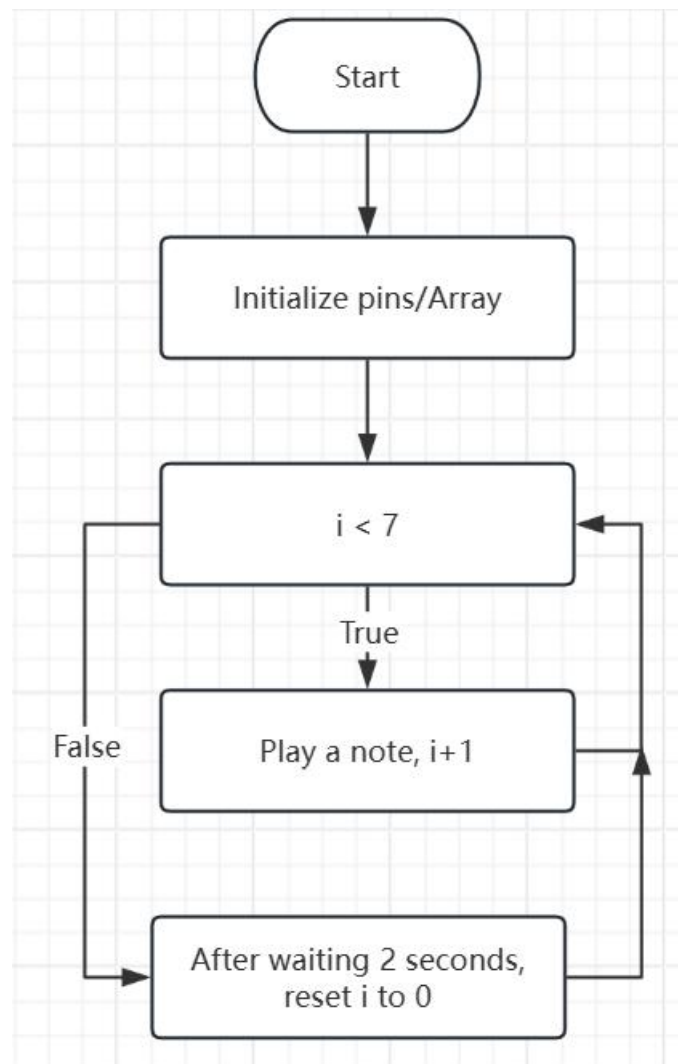 Start
Initialize pins/Array
i < 7
True
False
Play a note, i+1
After waiting 2 seconds,
reset i to 0